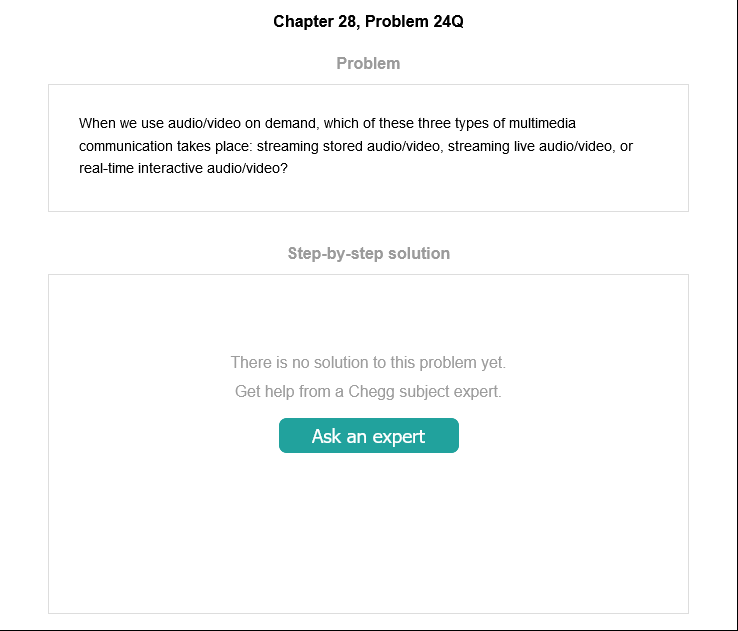 Chapter 28, Problem 24Q
Problem
When we use audio/video on demand, which of these three types of multimedia
communication takes place: streaming stored audio/video, streaming live audio/video, or
real-time interactive audio/video?
Step-by-step solution
There is no solution to this problem yet.
Get help from a Chegg subject expert.
Ask an expert